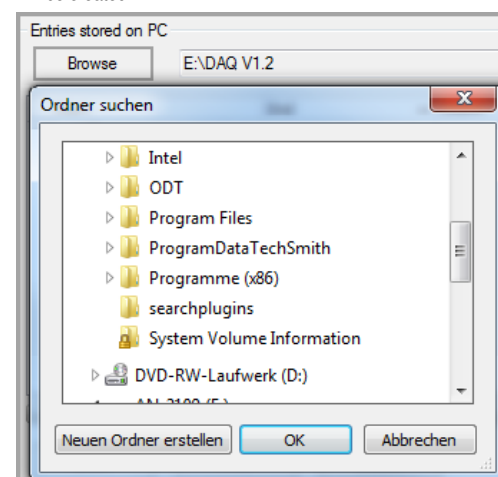 Entries stored on PC
Browse
E:\DAQ V1.2
Ordner suchen
Intel
ODT
Program Files
ProgramDataTechSmith
Programme (x86)
searchplugins
System Volume Information
DVD-RW-Laufwerk (D:)
Neuen Ordner erstellen
OK
Abbrechen